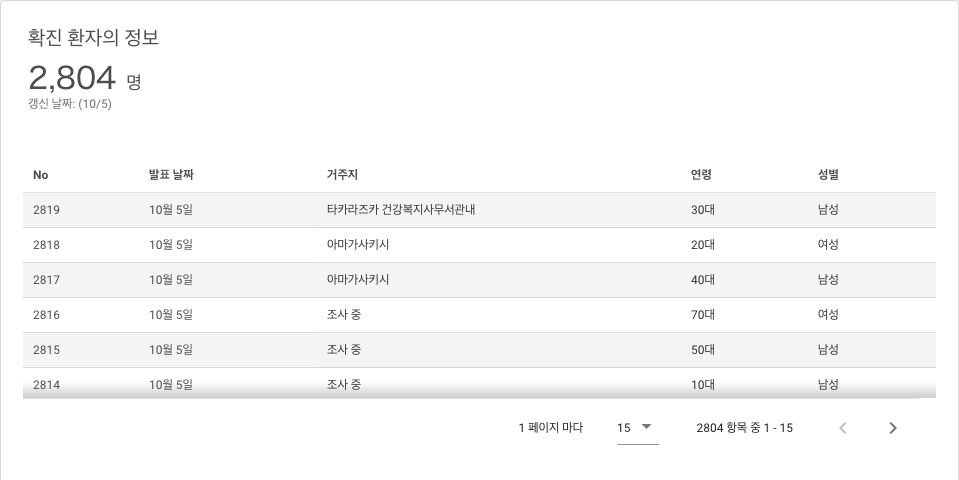 확진 환자의 정보
2,804 명
갱신 날짜: (10/5)
No 발표 날짜 거주지 연령 성별
2819 10월 5일 타카라즈카 건강복지사무서관내 30대 남성
2818 10월 5일 아마가사키시 20대 여성
2817 10월 5일 아마가사키시 40대 남성
2816 10월 5일 조사 중 70대 여성
2815 10월 5일 조사 중 50대 남성
2814 10월 5일 조사 중 10대 남성
1 페이지 마다 15 2804 항목 중 1 - 15